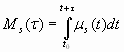 M_s(τ) = ∫_{t_0}^{t+x} μ_s(t)dt